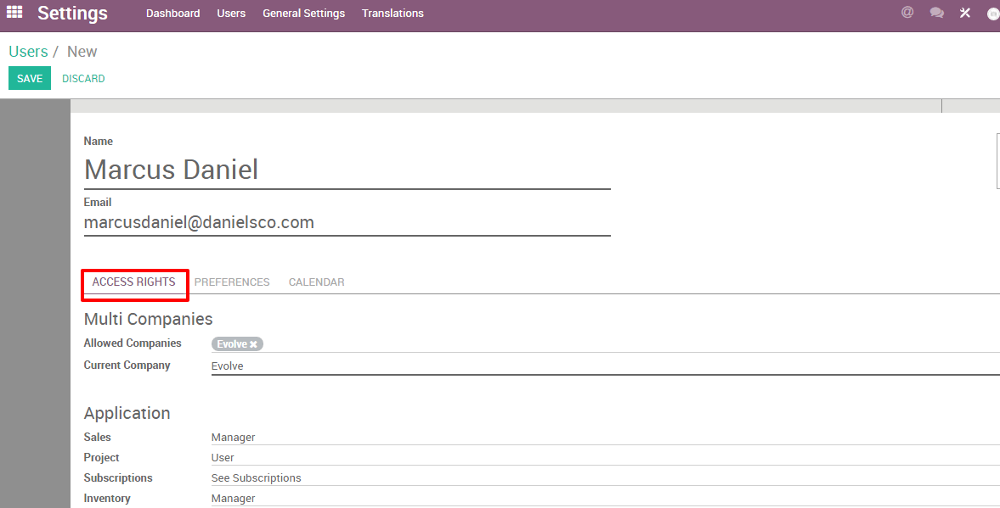 Settings Dashboard Users General Settings Translations @
Users / New
SAVE DISCARD
Name
Marcus Daniel
Email
marcusdaniel@danielsco.com
ACCESS RIGHTS PREFERENCES CALENDAR
Multi Companies
Allowed Companies Evolve ✖
Current Company Evolve
Application
Sales Manager
Project User
Subscriptions See Subscriptions
Inventory Manager